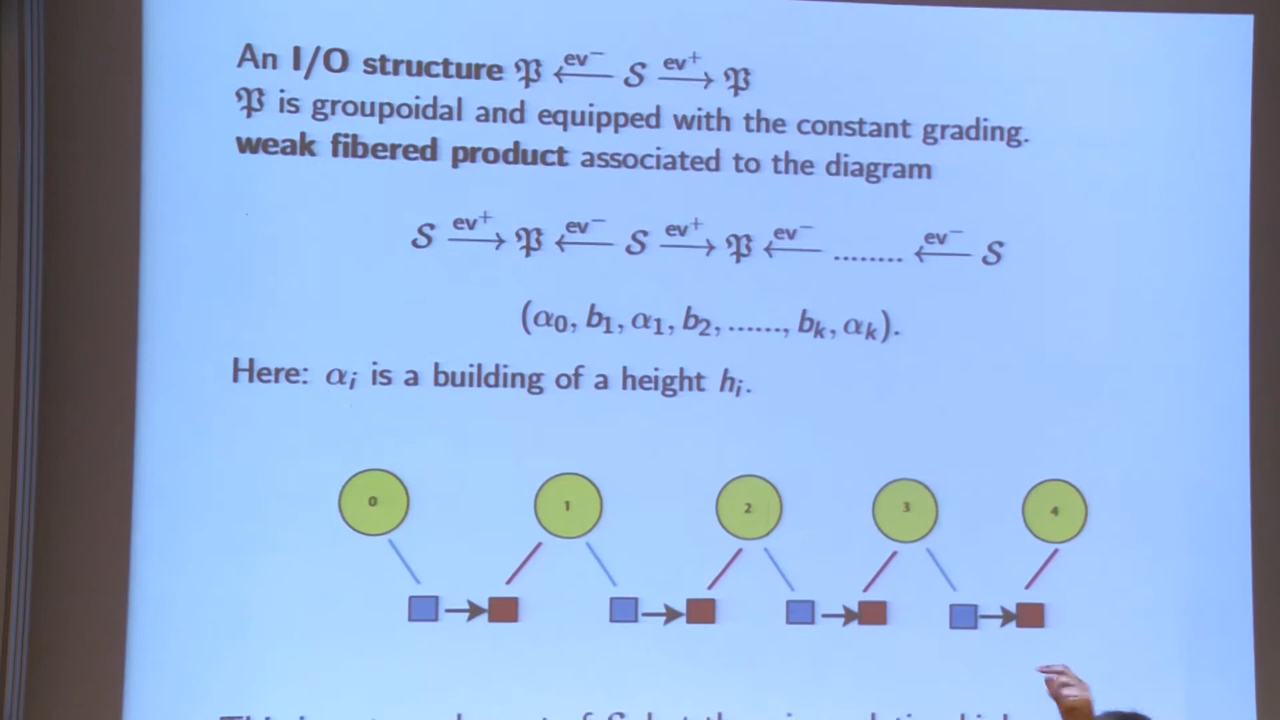 An I/O structure 𝔓 ←ev⁻ 𝒮 →ev⁺ 𝔓
𝔓 is groupoidal and equipped with the constant grading.
weak fibered product associated to the diagram
𝒮 →ev⁺ 𝔓 ←ev⁻ 𝒮 →ev⁺ 𝔓 ←ev⁻ ........ ←ev⁻ 𝒮
(α₀, b₁, α₁, b₂, ......, bₖ, αₖ).
Here: αᵢ is a building of a height hᵢ.
0 1 2 3 4